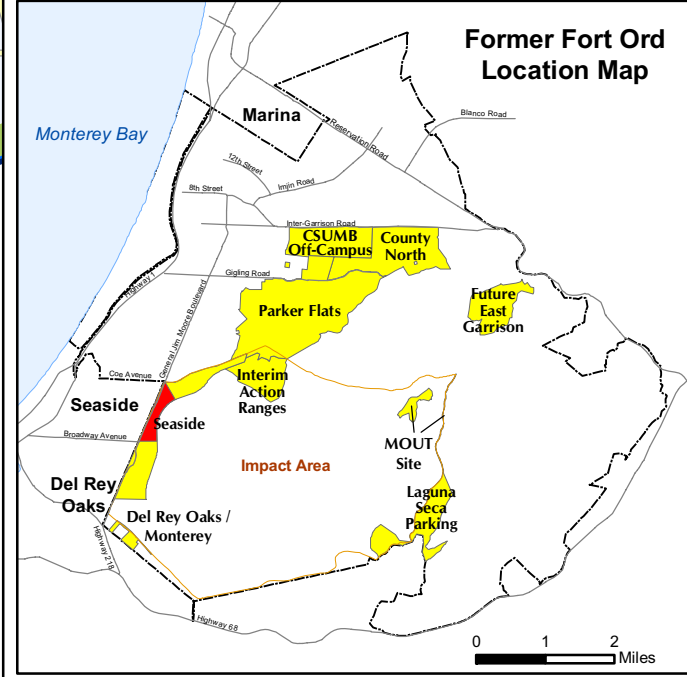 Former Fort Ord
Location Map
Monterey Bay
Marina
Blanco Road
Reservation Road
12th Street
Imjin Road
8th Street
Inter-Garrison Road
CSUMB
Off-Campus
County
North
Gigling Road
Highway 1
General Jim Moore Boulevard
Parker Flats
Future
East
Garrison
Coe Avenue
Interim
Action
Ranges
Seaside
Seaside
Broadway Avenue
MOUT
Site
Impact Area
Del Rey
Oaks
Laguna
Seca
Parking
Del Rey Oaks /
Monterey
Highway 218
Highway 68
0 1 2
Miles